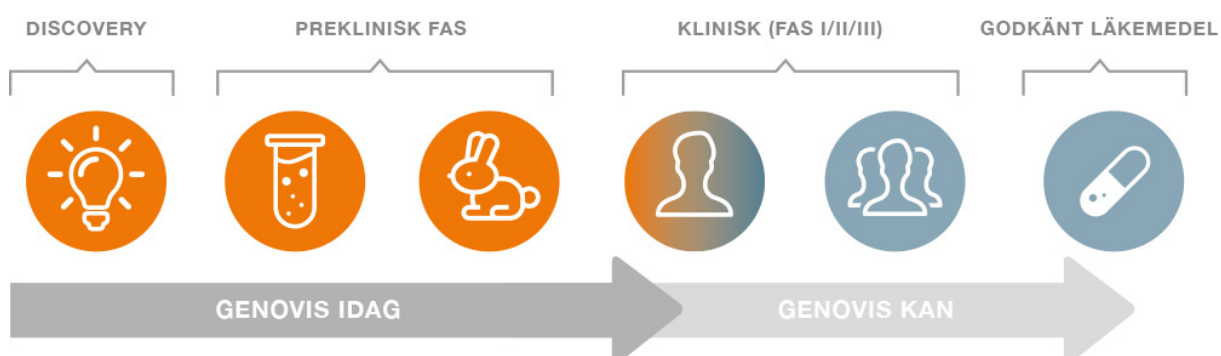 DISCOVERY
PREKLINISK FAS
KLINISK (FAS I/II/III)
GODKÄNT LÄKEMEDEL
GENOVIS IDAG
GENOVIS KAN